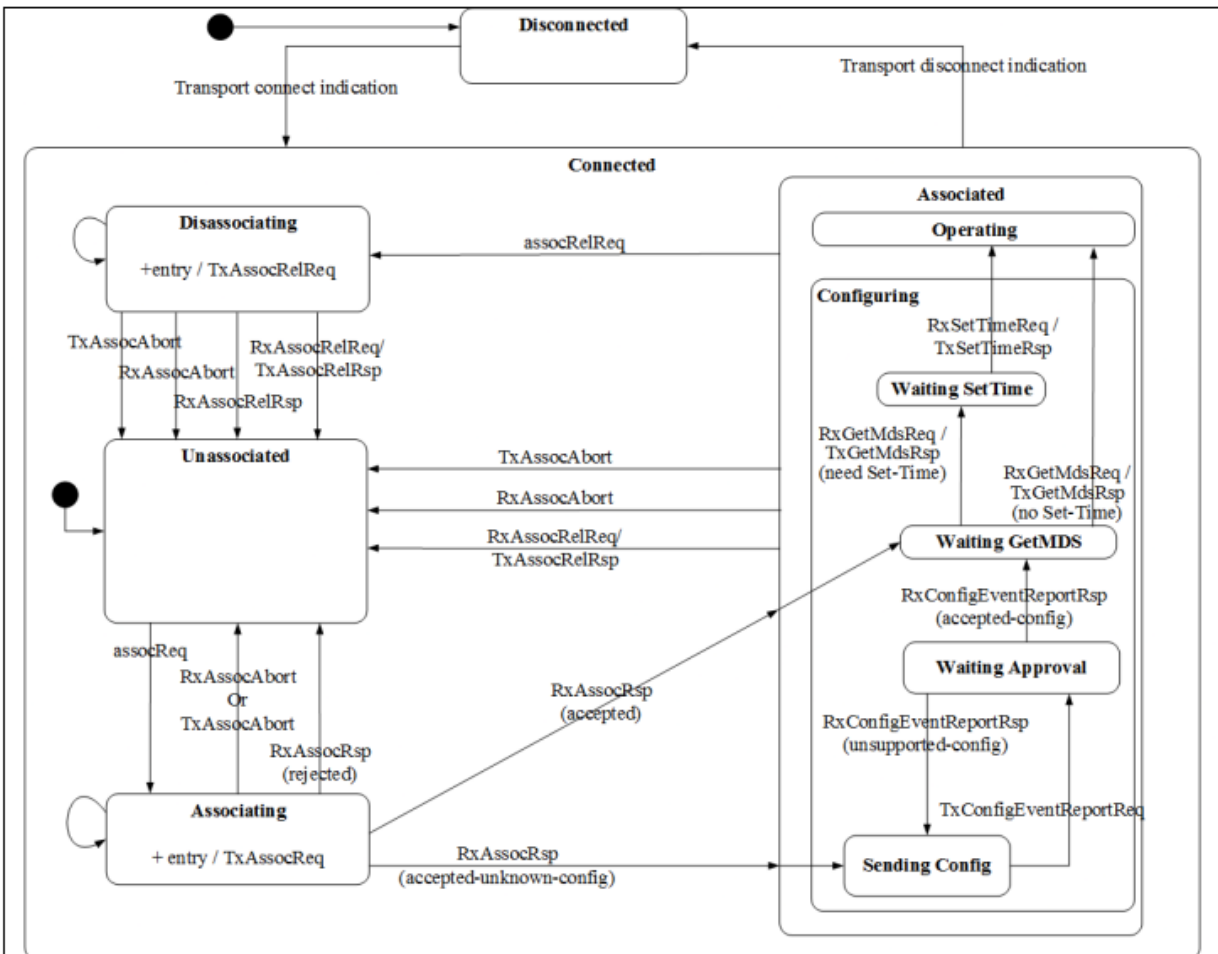 Disconnected
Transport connect indication
Transport disconnect indication
Connected
Disassociating
+entry / TxAssocRelReq
assocRelReq
Associated
Operating
Configuring
RxSetTimeReq /
TxSetTimeRsp
TxAssocAbort
RxAssocAbort
RxAssocRelRsp
RxAssocRelReq/
TxAssocRelRsp
Waiting SetTime
RxGetMdsReq /
TxGetMdsRsp
(need Set-Time)
RxGetMdsReq /
TxGetMdsRsp
(no Set-Time)
Unassociated
TxAssocAbort
RxAssocAbort
RxAssocRelReq/
TxAssocRelRsp
Waiting GetMDS
RxConfigEventReportRsp
(accepted-config)
Waiting Approval
assocReq
RxAssocAbort
Or
TxAssocAbort
RxAssocRsp
(rejected)
RxAssocRsp
(accepted)
RxConfigEventReportRsp
(unsupported-config)
TxConfigEventReportReq
Associating
+ entry / TxAssocReq
RxAssocRsp
(accepted-unknown-config)
Sending Config